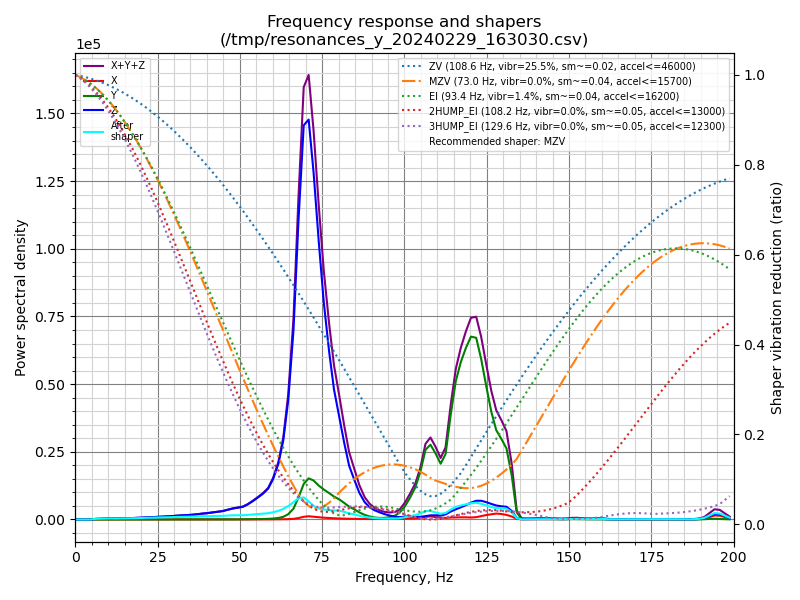 Frequency response and shapers
(/tmp/resonances_y_20240229_163030.csv)
1e5
X+Y+Z
X
Y
Z
After
shaper
ZV (108.6 Hz, vibr=25.5%, sm~=0.02, accel<=46000)
MZV (73.0 Hz, vibr=0.0%, sm~=0.04, accel<=15700)
EI (93.4 Hz, vibr=1.4%, sm~=0.04, accel<=16200)
2HUMP_EI (108.2 Hz, vibr=0.0%, sm~=0.05, accel<=13000)
3HUMP_EI (129.6 Hz, vibr=0.0%, sm~=0.05, accel<=12300)
Recommended shaper: MZV
1.50
1.25
1.00
0.75
0.50
0.25
0.00
Power spectral density
1.0
0.8
0.6
0.4
0.2
0.0
Shaper vibration reduction (ratio)
0 25 50 75 100 125 150 175 200
Frequency, Hz